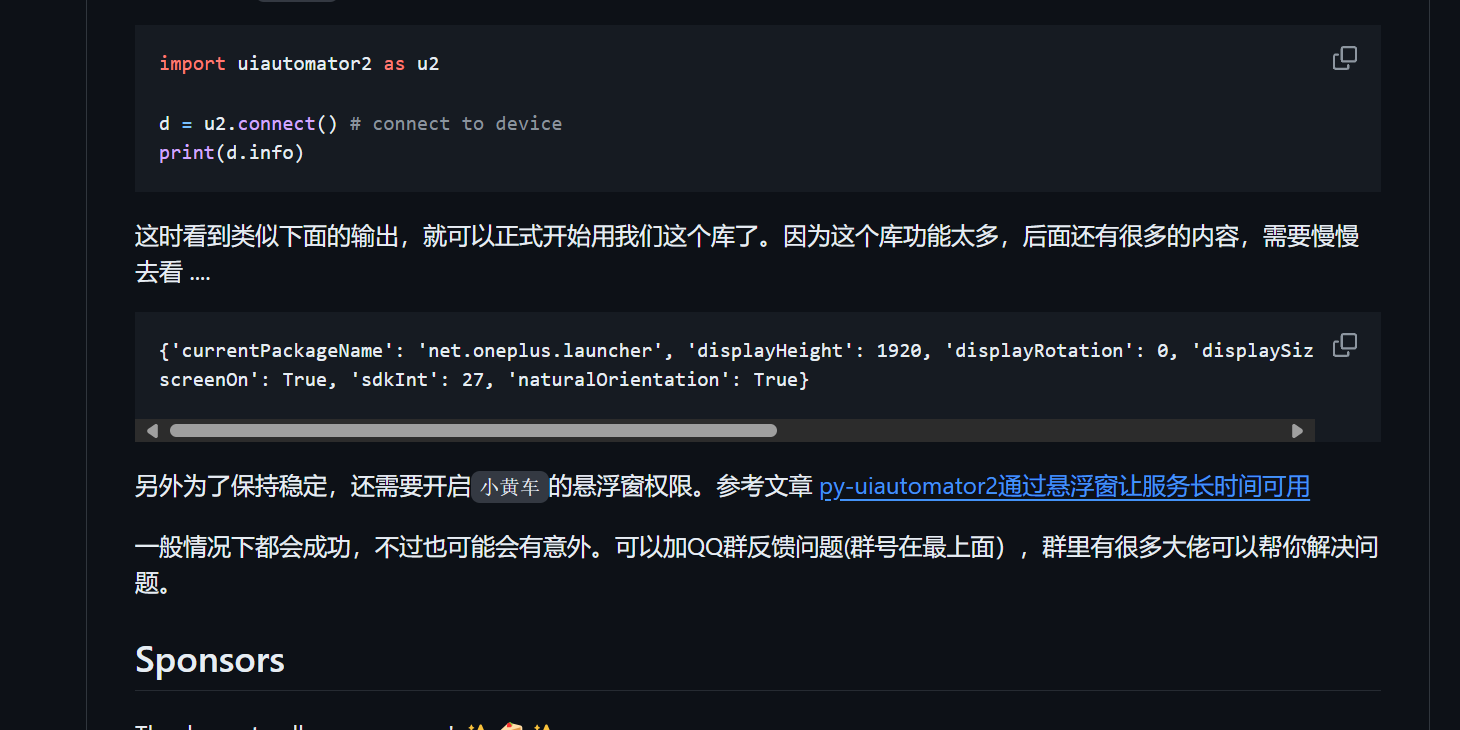 import uiautomator2 as u2
d = u2.connect() # connect to device
print(d.info)
这时看到类似下面的输出，就可以正式开始用我们这个库了。因为这个库功能太多，后面还有很多的内容，需要慢慢
去看 ....
{'currentPackageName': 'net.oneplus.launcher', 'displayHeight': 1920, 'displayRotation': 0, 'displaySiz
screenOn': True, 'sdkInt': 27, 'naturalOrientation': True}
另外为了保持稳定，还需要开启小黄车的悬浮窗权限。参考文章 py-uiautomator2通过悬浮窗让服务长时间可用
一般情况下都会成功，不过也可能会有意外。可以加QQ群反馈问题(群号在最上面），群里有很多大佬可以帮你解决问
题。
Sponsors